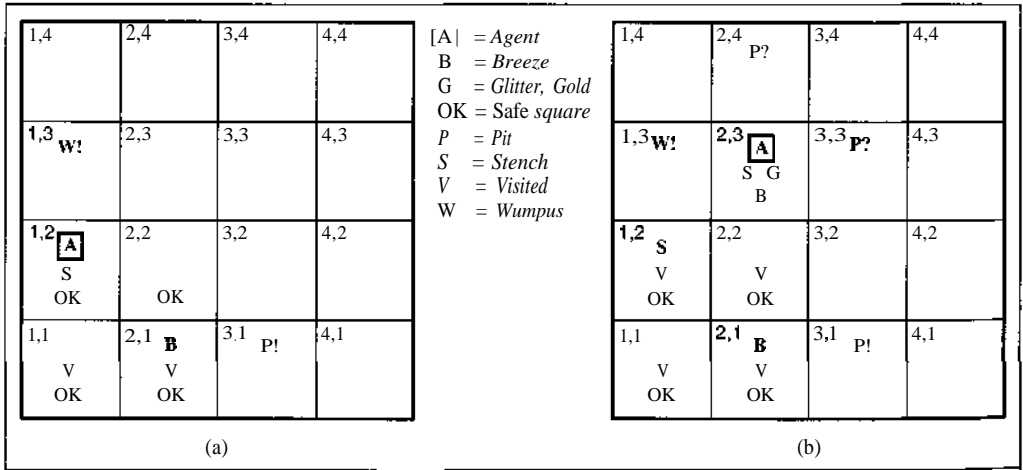 1,4 2,4 3,4 4,4
1,3 W! 2,3 3,3 4,3
1,2 A 2,2 3,2 4,2
S
OK OK
1,1 2,1 B 3,1 P! 4,1
V V
OK OK
(a)
[A| = Agent
B = Breeze
G = Glitter, Gold
OK = Safe square
P = Pit
S = Stench
V = Visited
W = Wumpus
1,4 2,4 3,4 4,4
P?
1,3 W! 2,3 A 3,3 P? 4,3
S G
B
1,2 S 2,2 3,2 4,2
V V
OK OK
1,1 2,1 B 3,1 P! 4,1
V V
OK OK
(b)